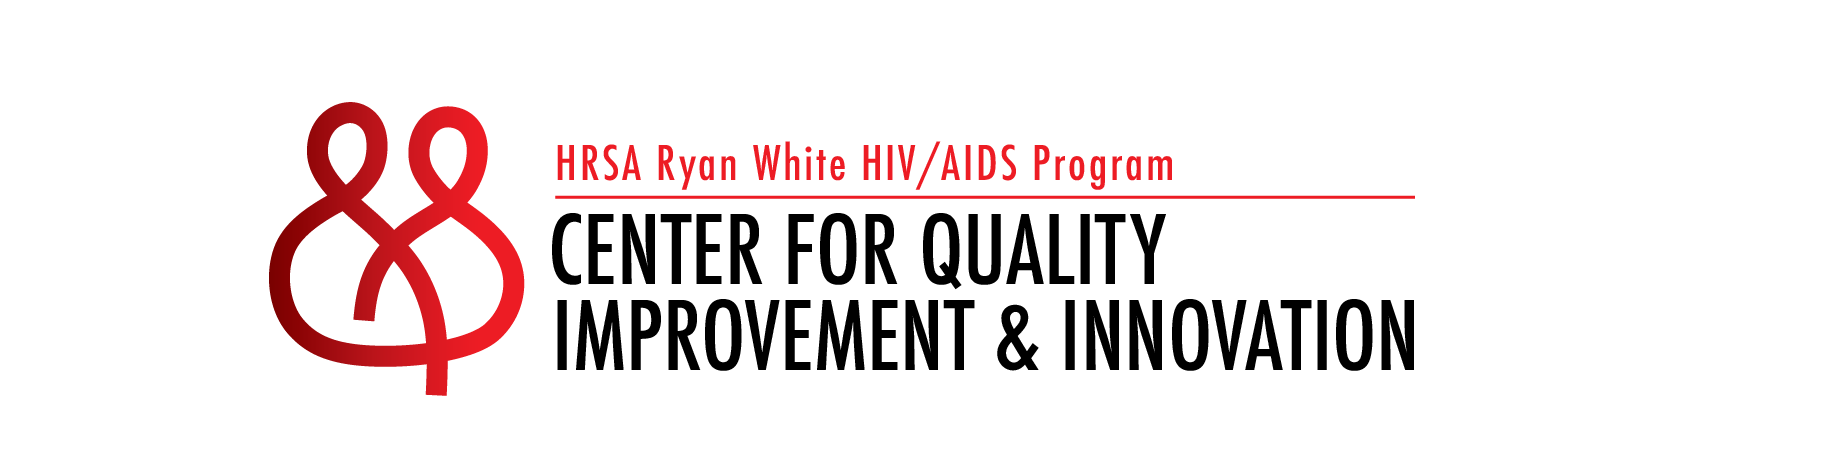 HRSA Ryan White HIV/AIDS Program
CENTER FOR QUALITY
IMPROVEMENT & INNOVATION